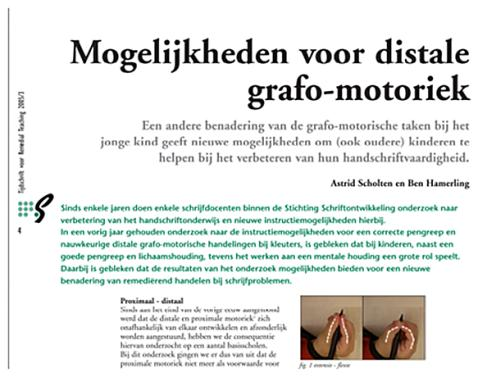 Mogelijkheden voor distale
grafo-motoriek
Een andere benadering van de grafo-motorische taken bij het
jonge kind geeft nieuwe mogelijkheden om (ook oudere) kinderen te
helpen bij het verbeteren van hun handschriftvaardigheid.
Astrid Scholten en Ben Hamerling
Tijdschrift voor Remedial Teaching 2005/3
4
Sinds enkele jaren doen enkele schrijfdocenten binnen de Stichting Schriftontwikkeling onderzoek naar
verbetering van het handschriftonderwijs en nieuwe instructiemogelijkheden hierbij.
In een vorig jaar gehouden onderzoek naar de instructiemogelijkheden voor een correcte pengreep en
nauwkeurige distale grafo-motorische handelingen bij kleuters, is gebleken dat bij kinderen, naast een
goede pengreep en lichaamshouding, tevens het werken aan een mentale houding een grote rol speelt.
Daarbij is gebleken dat de resultaten van het onderzoek mogelijkheden bieden voor een nieuwe
benadering van remediërend handelen bij schrijfproblemen.
Proximaal - distaal
Sinds aan het eind van de vorige eeuw aangetoond
werd dat de distale en proximale motoriek zich
onafhankelijk van elkaar ontwikkelen en afzonderlijk
worden aangestuurd, hebben we de consequentie
hiervan onderzocht op een aantal basisscholen.
Bij dit onderzoek gingen we er dus van uit dat de
proximale motoriek niet meer als voorwaarde voor
fig. 1 extensie - flexie